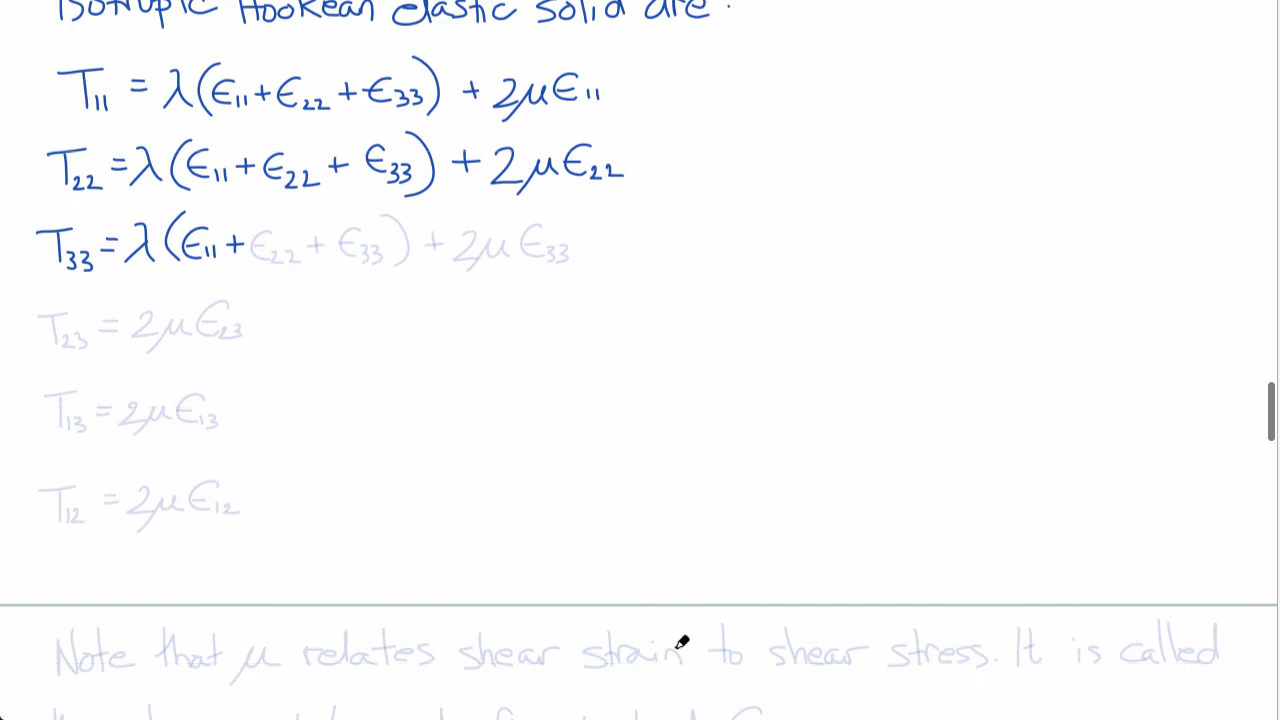 isotropic Hookean elastic solid are :
T₁₁ = λ(ϵ₁₁+ϵ₂₂+ϵ₃₃) + 2μϵ₁₁
T₂₂ = λ(ϵ₁₁+ϵ₂₂+ϵ₃₃) + 2μϵ₂₂
T₃₃ = λ(ϵ₁₁+ϵ₂₂+ϵ₃₃) + 2μϵ₃₃
T₂₃ = 2μϵ₂₃
T₁₃ = 2μϵ₁₃
T₁₂ = 2μϵ₁₂
Note that μ relates shear strain to shear stress. It is called